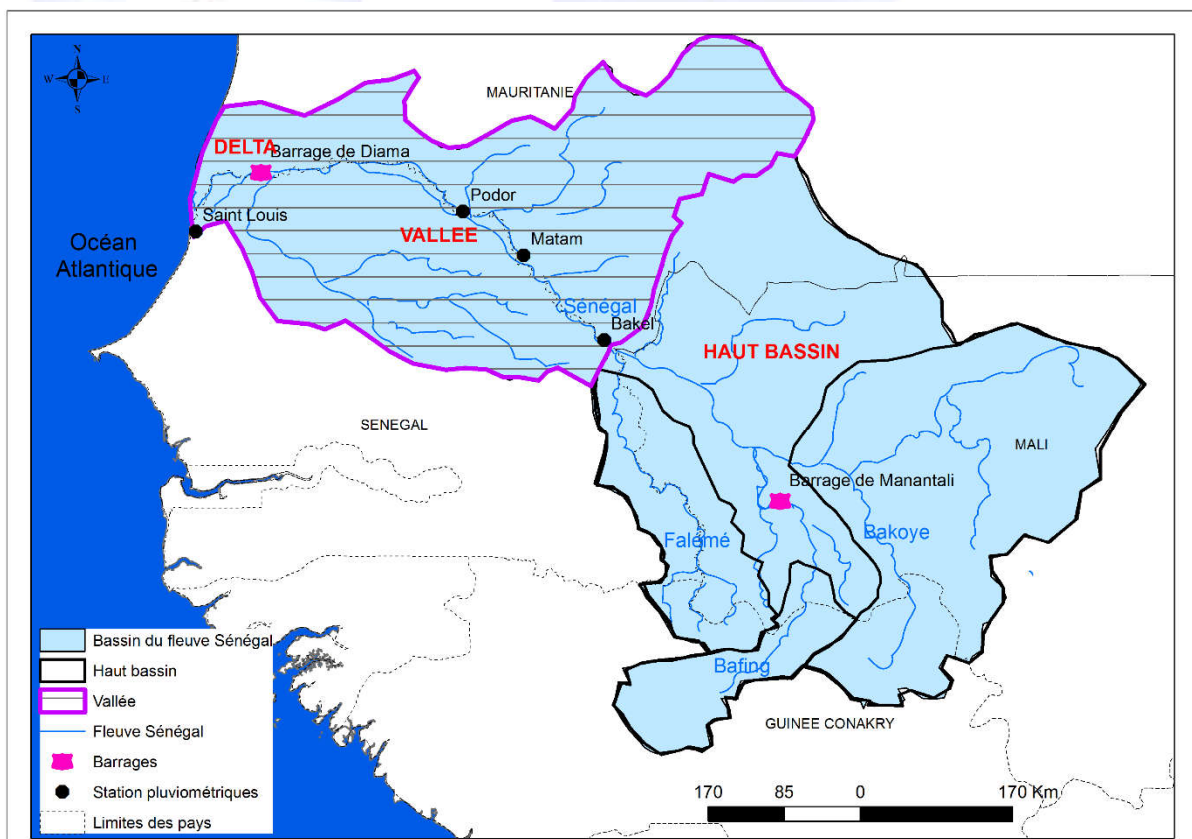 N
W
E
S
MAURITANIE
DELTA
Barrage de Diama
Podor
Saint Louis
VALLEE
Matam
Océan
Atlantique
Sénégal
Bakel
HAUT BASSIN
SENEGAL
MALI
Barrage de Manantali
Falémé
Bakoye
Bafing
GUINEE CONAKRY
Bassin du fleuve Sénégal
Haut bassin
Vallée
Fleuve Sénégal
Barrages
Station pluviométriques
Limites des pays
170 85 0 170 Km